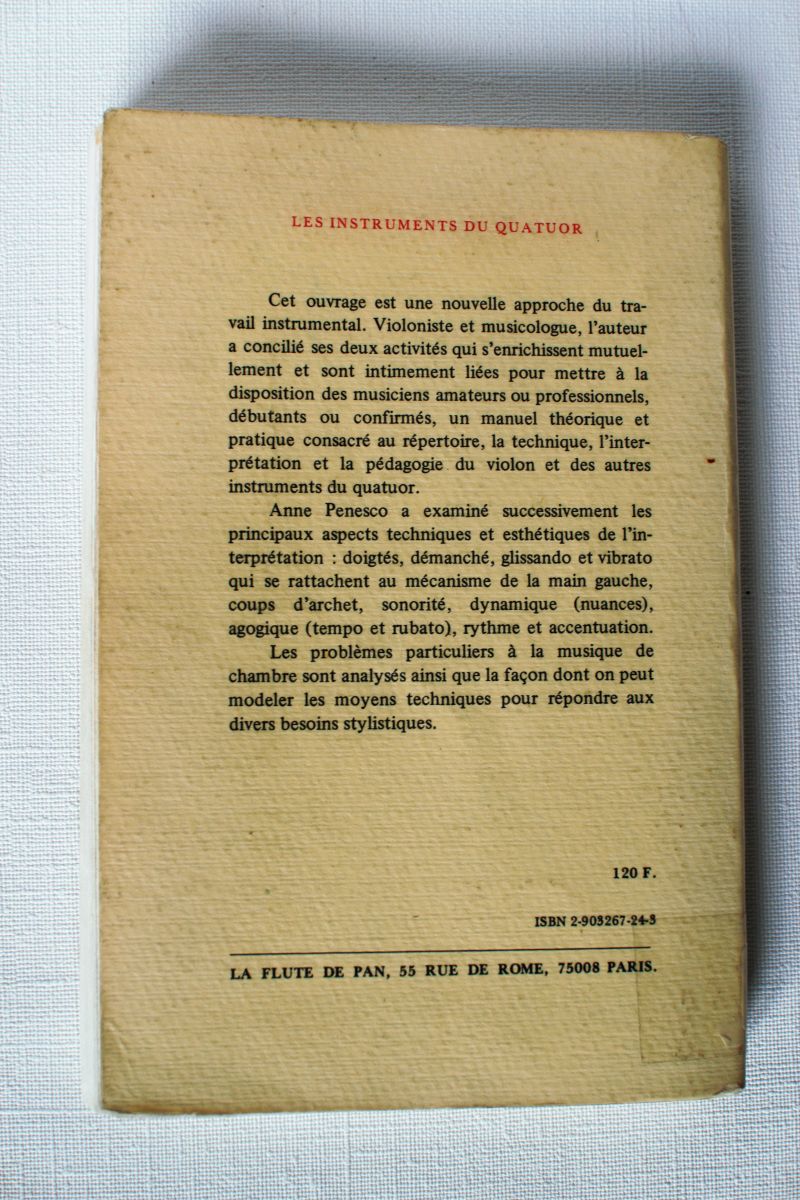 LES INSTRUMENTS DU QUATUOR
Cet ouvrage est une nouvelle approche du tra-
vail instrumental. Violoniste et musicologue, l'auteur
a concilié ses deux activités qui s'enrichissent mutuel-
lement et sont intimement liées pour mettre à la
disposition des musiciens amateurs ou professionnels,
débutants ou confirmés, un manuel théorique et
pratique consacré au répertoire, la technique, l'inter-
prétation et la pédagogie du violon et des autres
instruments du quatuor.
Anne Penesco a examiné successivement les
principaux aspects techniques et esthétiques de l'in-
terprétation : doigtés, démanché, glissando et vibrato
qui se rattachent au mécanisme de la main gauche,
coups d'archet, sonorité, dynamique (nuances),
agogique (tempo et rubato), rythme et accentuation.
Les problèmes particuliers à la musique de
chambre sont analysés ainsi que la façon dont on peut
modeler les moyens techniques pour répondre aux
divers besoins stylistiques.
120 F.
ISBN 2-903267-24-3
LA FLUTE DE PAN, 55 RUE DE ROME, 75008 PARIS.